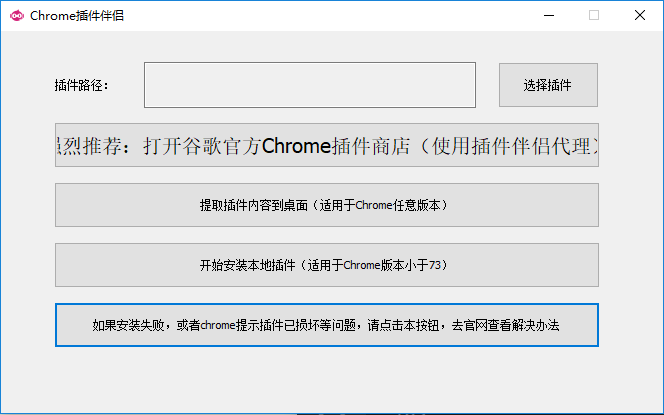 Chrome插件伴侣
插件路径： 选择插件
烈推荐：打开谷歌官方Chrome插件商店（使用插件伴侣代理）
提取插件内容到桌面（适用于Chrome任意版本）
开始安装本地插件（适用于Chrome版本小于73）
如果安装失败，或者chrome提示插件已损坏等问题，请点击本按钮，去官网查看解决办法